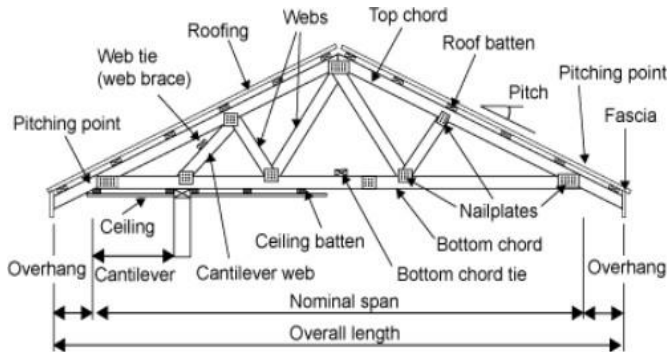 Webs
Top chord
Roofing
Roof batten
Web tie
(web brace)
Pitching point
Pitch
Fascia
Pitching point
Nailplates
Ceiling
Ceiling batten
Bottom chord
Overhang
Cantilever
Cantilever web
Bottom chord tie
Overhang
Nominal span
Overall length